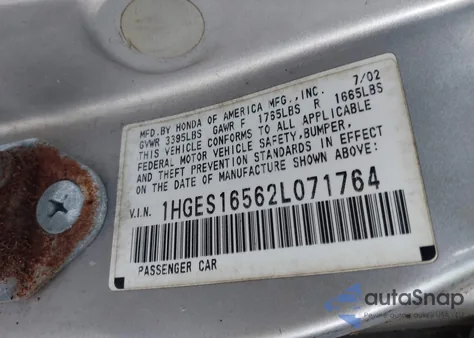 MFD.BY HONDA OF AMERICA MFG.,INC. 7/02
GVWR 3395LBS GAWR F 1765LBS R 1665LBS
THIS VEHICLE CONFORMS TO ALL APPLICABLE
FEDERAL MOTOR VEHICLE SAFETY,BUMPER,
AND THEFT PREVENTION STANDARDS IN EFFECT
ON THE DATE OF MANUFACTURE SHOWN ABOVE:
V.I.N. 1HGES16562L071764
PASSENGER CAR
autoSnap